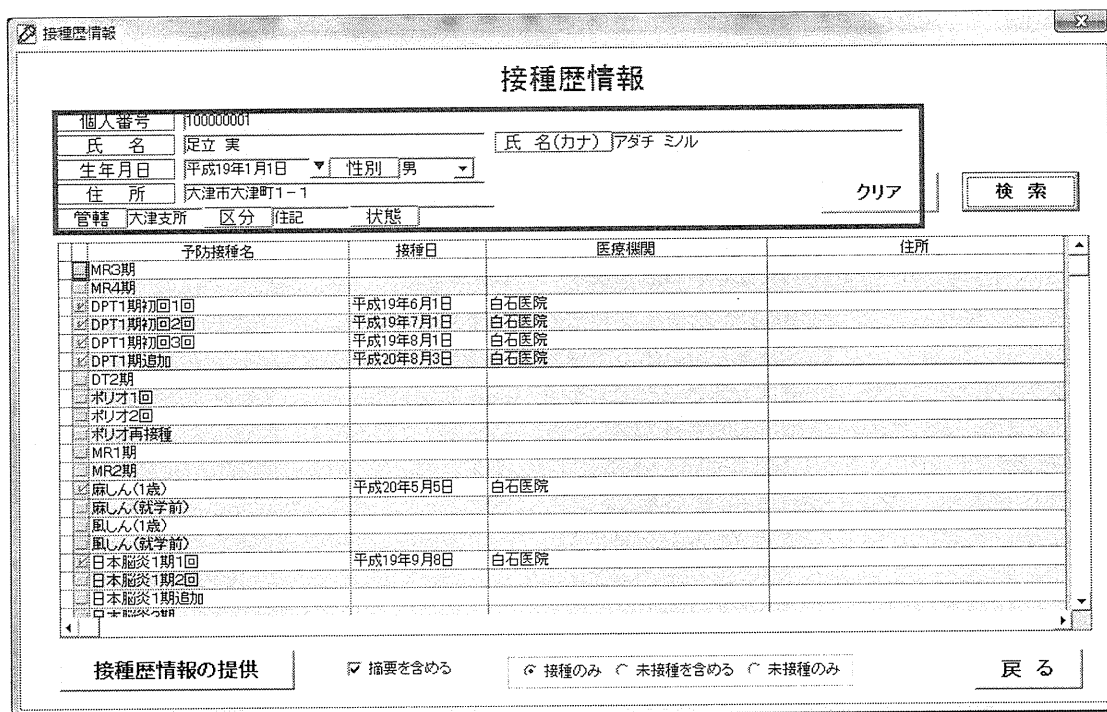 接種歴情報
接種歴情報
個人番号 100000001
氏 名 足立 実 氏 名(カナ) アダチ ミノル
生年月日 平成19年1月1日 性別 男
住 所 大津市大津町1-1
クリア 検 索
管轄 大津支所 区分 住記 状態
予防接種名 接種日 医療機関 住所
MR3期
MR4期
DPT1期初回1回 平成19年6月1日 白石医院
DPT1期初回2回 平成19年7月1日 白石医院
DPT1期初回3回 平成19年8月1日 白石医院
DPT1期追加 平成20年8月3日 白石医院
DT2期
ポリオ1回
ポリオ2回
ポリオ再接種
MR1期
MR2期
麻しん(1歳) 平成20年5月5日 白石医院
麻しん(就学前)
風しん(1歳)
風しん(就学前)
日本脳炎1期1回 平成19年9月8日 白石医院
日本脳炎1期2回
日本脳炎1期追加
日本脳炎2期
接種歴情報の提供 摘要を含める 接種のみ 未接種を含める 未接種のみ 戻 る